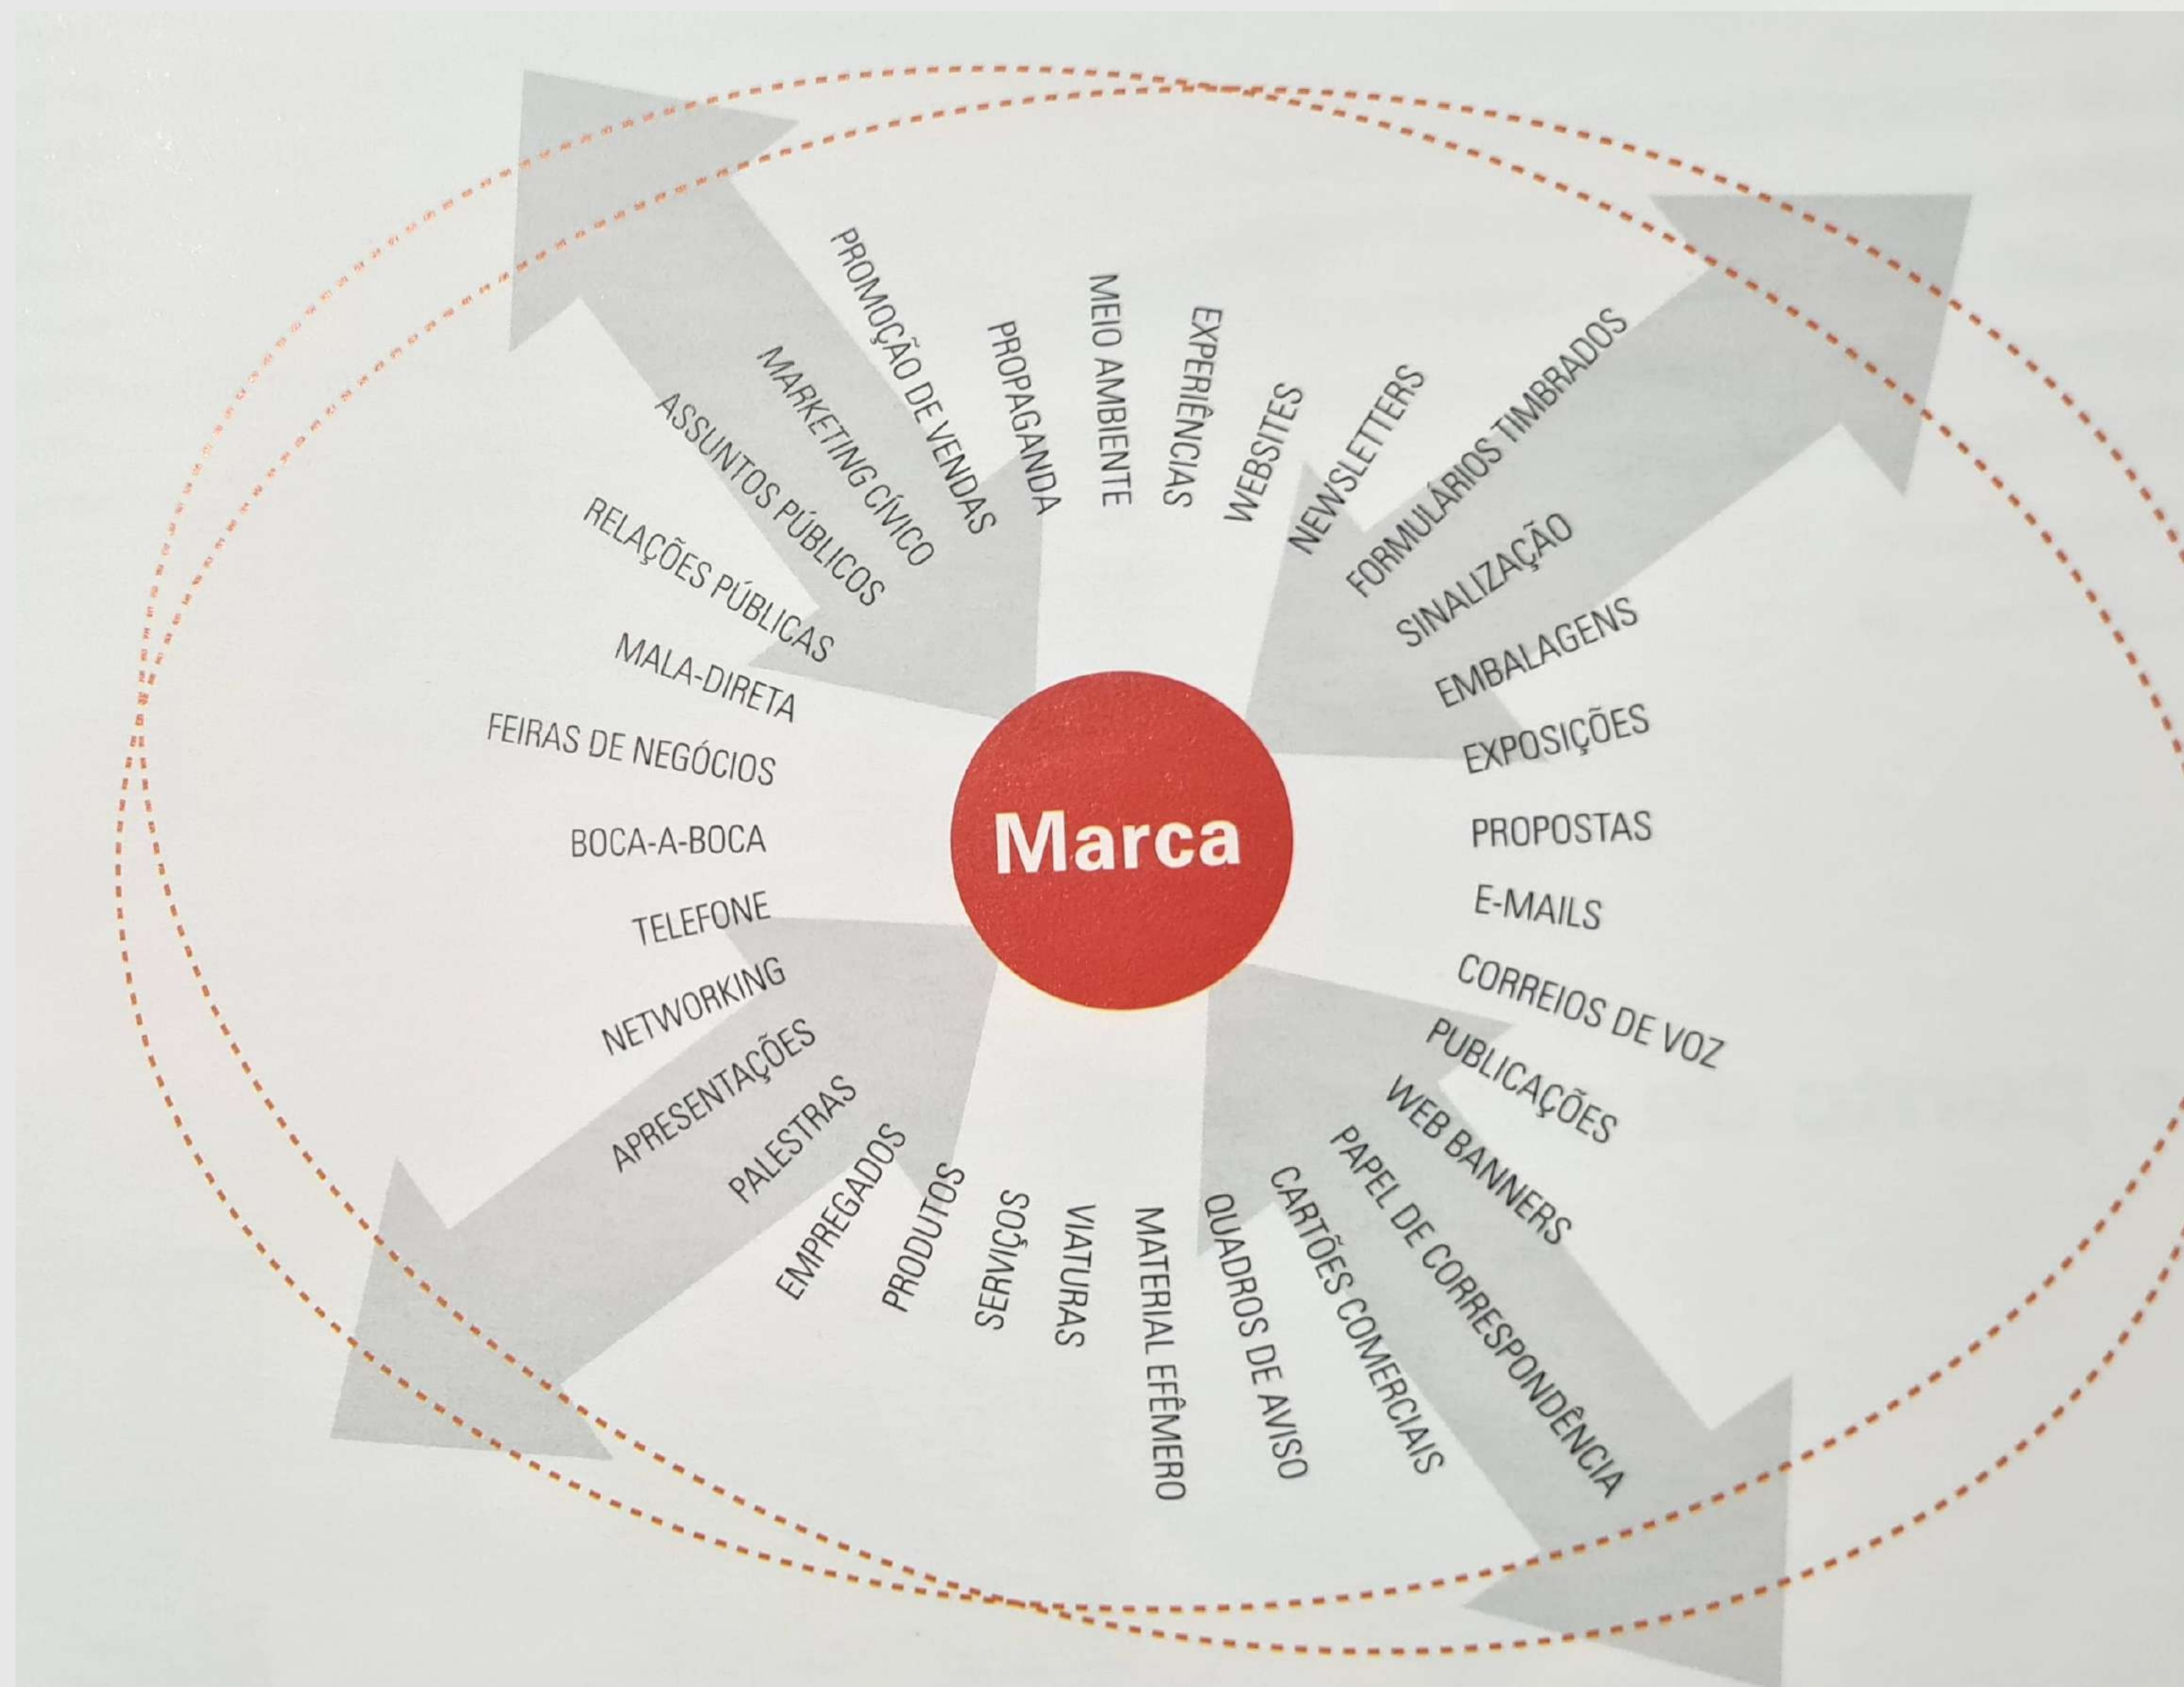 Marca
PROPAGANDA
MEIO AMBIENTE
EXPERIÊNCIAS
WEBSITES
NEWSLETTERS
FORMULÁRIOS TIMBRADOS
SINALIZAÇÃO
EMBALAGENS
EXPOSIÇÕES
PROPOSTAS
E-MAILS
CORREIOS DE VOZ
PUBLICAÇÕES
WEB BANNERS
PAPEL DE CORRESPONDÊNCIA
CARTÕES COMERCIAIS
QUADROS DE AVISO
MATERIAL EFÊMERO
VIATURAS
SERVIÇOS
PRODUTOS
EMPREGADOS
PALESTRAS
APRESENTAÇÕES
NETWORKING
TELEFONE
BOCA-A-BOCA
FEIRAS DE NEGÓCIOS
MALA-DIRETA
RELAÇÕES PÚBLICAS
ASSUNTOS PÚBLICOS
MARKETING CÍVICO
PROMOÇÃO DE VENDAS